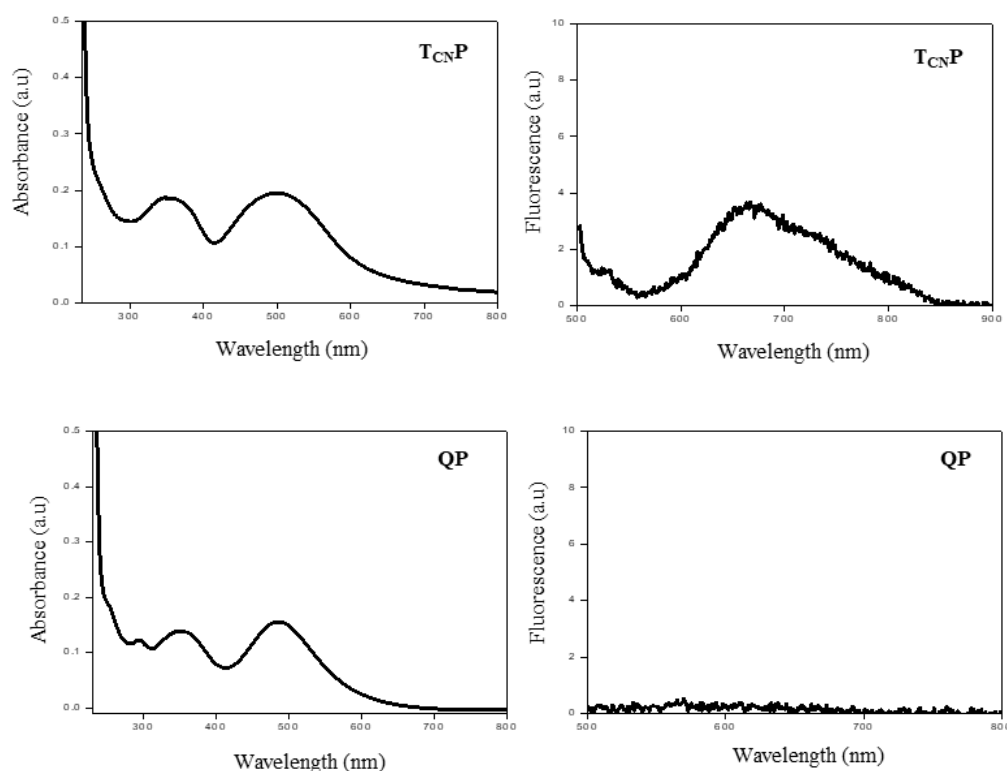 0.5
0.4
0.3
0.2
0.1
0.0
300 400 500 600 700 800
Absorbance (a.u)
Wavelength (nm)
T_CN P
10
8
6
4
2
0
500 600 700 800 900
Fluorescence (a.u)
Wavelength (nm)
T_CN P
0.5
0.4
0.3
0.2
0.1
0.0
300 400 500 600 700 800
Absorbance (a.u)
Wavelength (nm)
QP
10
8
6
4
2
0
500 600 700 800
Fluorescence (a.u)
Wavelength (nm)
QP